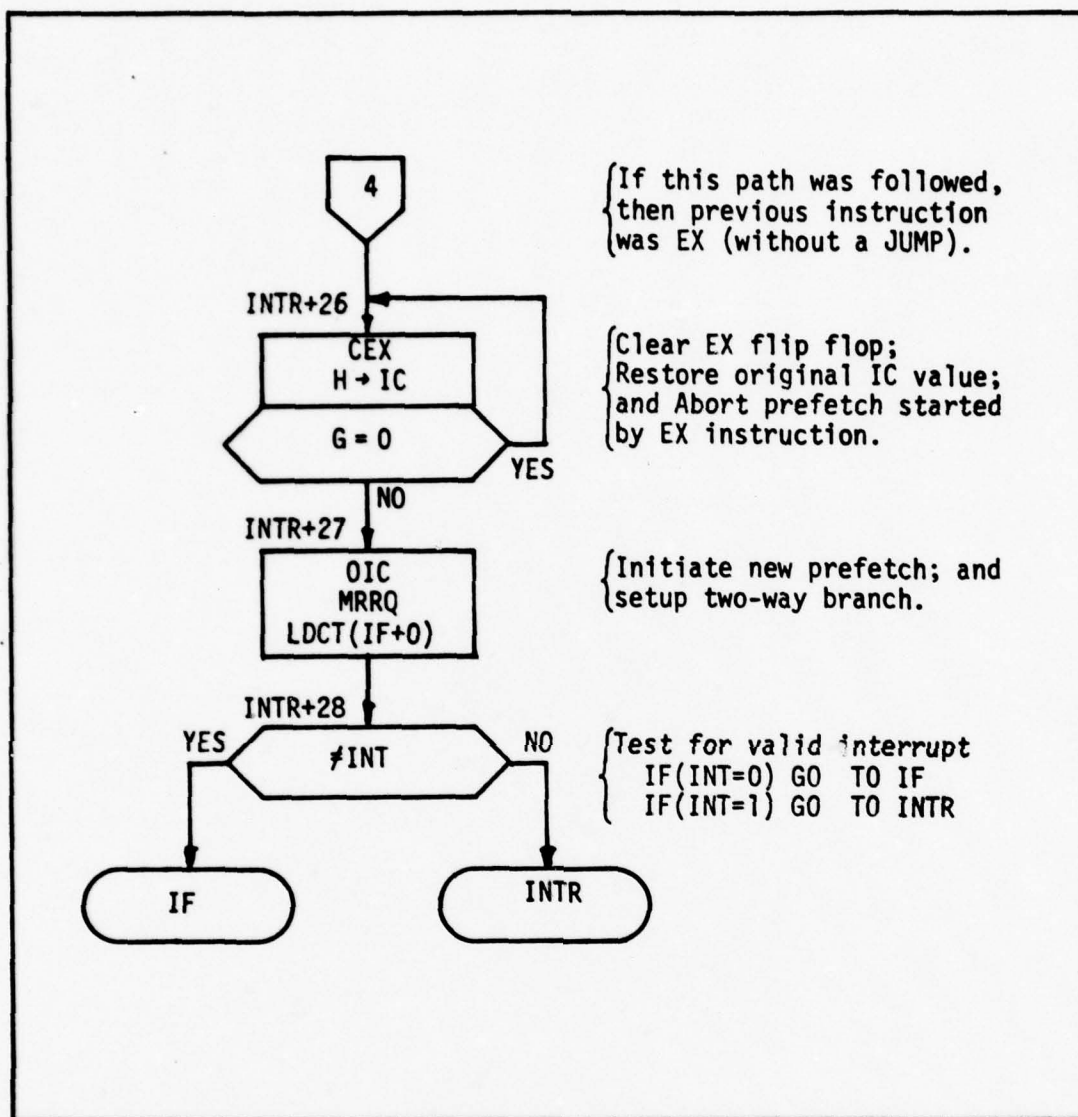 4
If this path was followed,
then previous instruction
was EX (without a JUMP).
INTR+26
CEX
H → IC
Clear EX flip flop;
Restore original IC value;
and Abort prefetch started
by EX instruction.
G = 0
YES
NO
INTR+27
OIC
MRRQ
LDCT(IF+0)
Initiate new prefetch; and
setup two-way branch.
INTR+28
YES
≠INT
NO
Test for valid interrupt
IF(INT=0) GO TO IF
IF(INT=1) GO TO INTR
IF
INTR